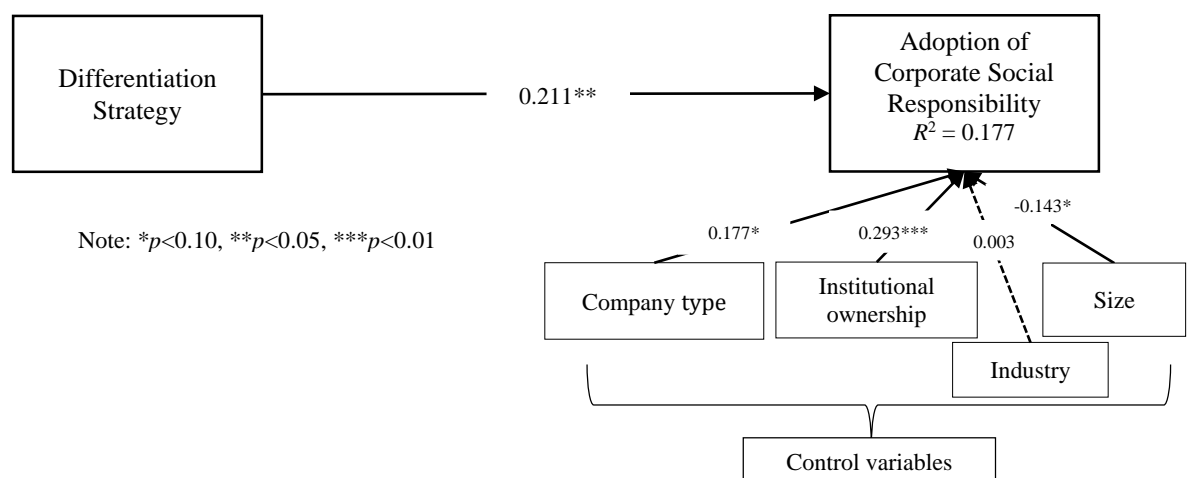 Differentiation
Strategy
0.211**
Adoption of
Corporate Social
Responsibility
R² = 0.177
Note: *p<0.10, **p<0.05, ***p<0.01
0.177*
0.293***
0.003
-0.143*
Company type
Institutional
ownership
Size
Industry
Control variables